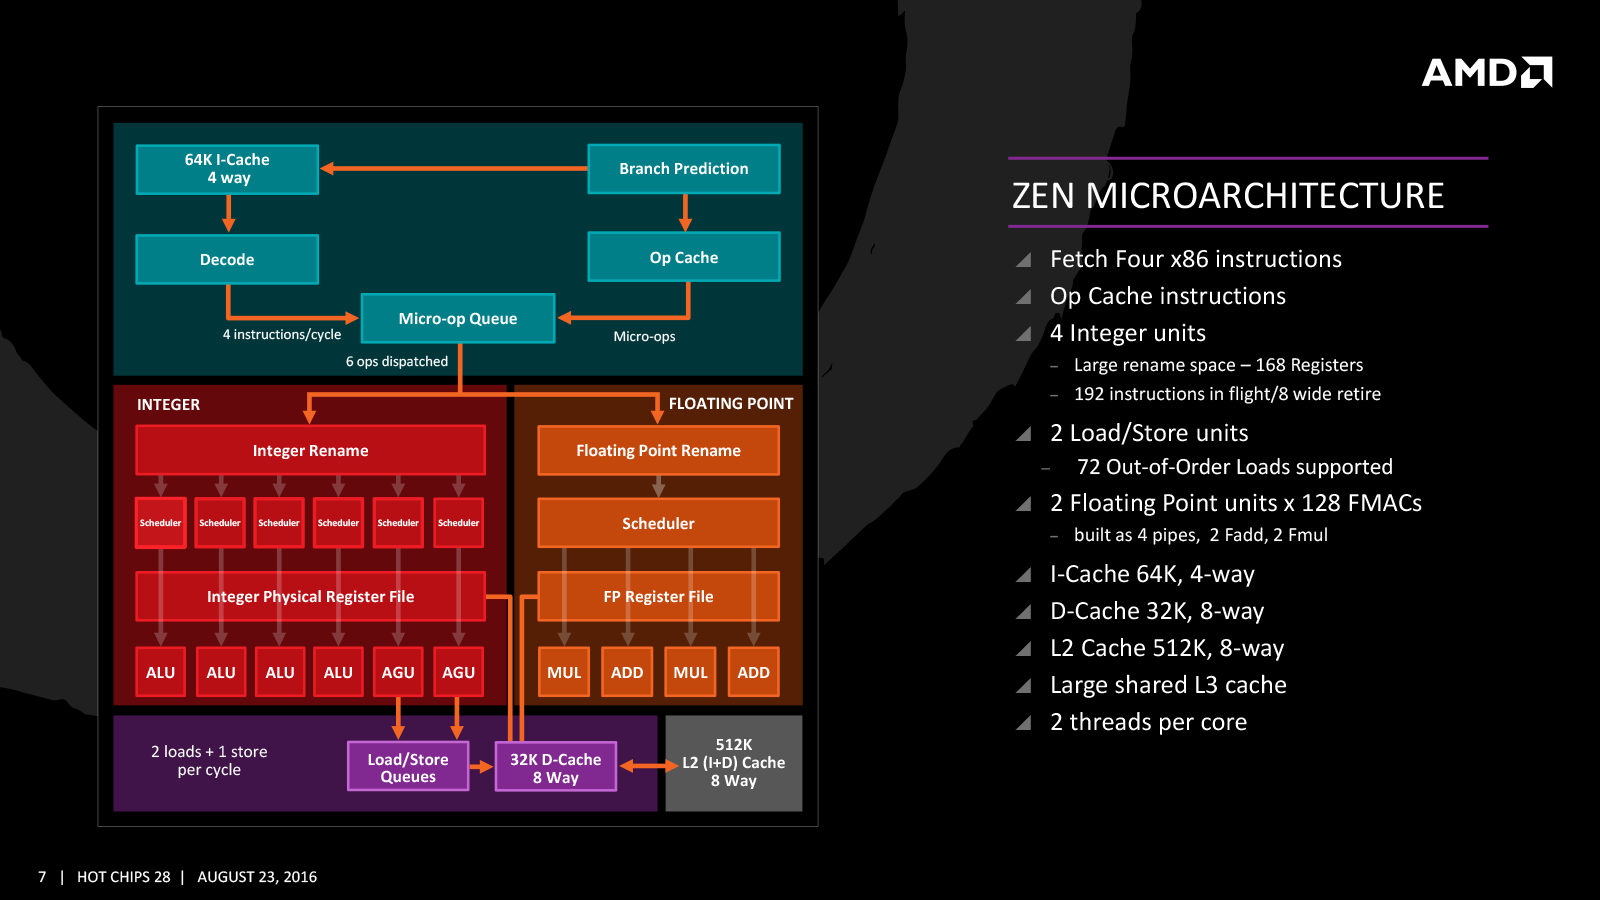 AMD
64K I-Cache
4 way
Branch Prediction
Decode
Op Cache
Micro-op Queue
4 instructions/cycle
Micro-ops
6 ops dispatched
INTEGER
FLOATING POINT
Integer Rename
Floating Point Rename
Scheduler Scheduler Scheduler Scheduler Scheduler Scheduler
Scheduler
Integer Physical Register File
FP Register File
ALU ALU ALU ALU AGU AGU
MUL ADD MUL ADD
2 loads + 1 store
per cycle
Load/Store
Queues
32K D-Cache
8 Way
512K
L2 (I+D) Cache
8 Way
ZEN MICROARCHITECTURE
Fetch Four x86 instructions
Op Cache instructions
4 Integer units
– Large rename space – 168 Registers
– 192 instructions in flight/8 wide retire
2 Load/Store units
– 72 Out-of-Order Loads supported
2 Floating Point units x 128 FMACs
– built as 4 pipes, 2 Fadd, 2 Fmul
I-Cache 64K, 4-way
D-Cache 32K, 8-way
L2 Cache 512K, 8-way
Large shared L3 cache
2 threads per core
7 | HOT CHIPS 28 | AUGUST 23, 2016